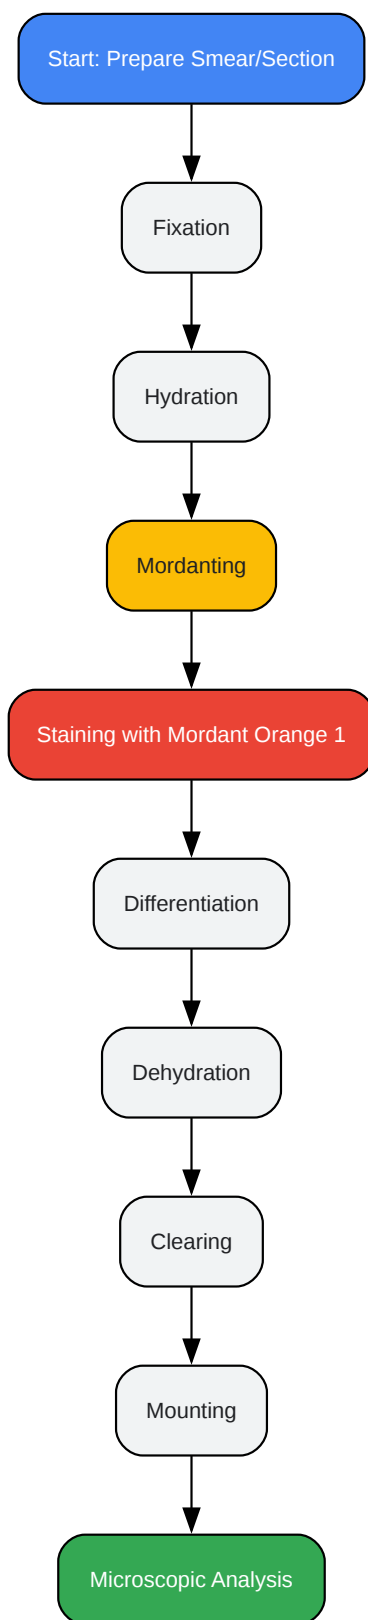 Start: Prepare Smear/Section
Fixation
Hydration
Mordanting
Staining with Mordant Orange 1
Differentiation
Dehydration
Clearing
Mounting
Microscopic Analysis